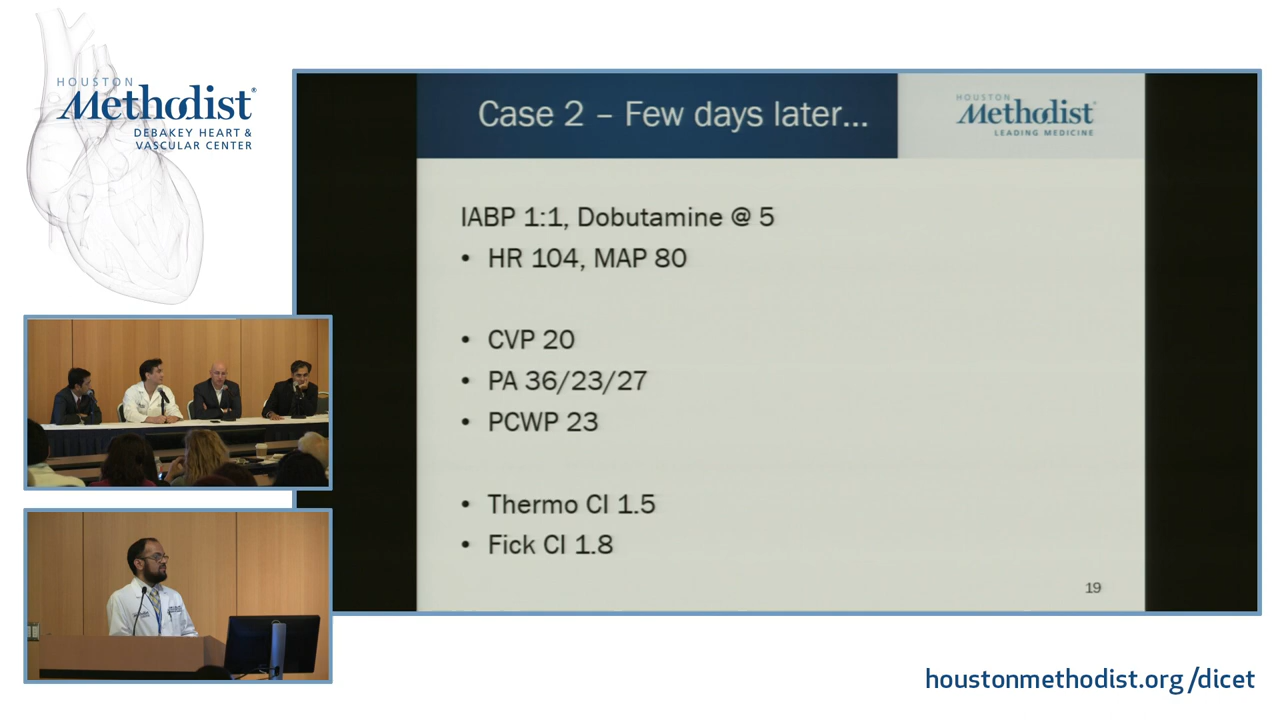 HOUSTON
Methodist®
DEBAKEY HEART &
VASCULAR CENTER
Case 2 – Few days later...
HOUSTON
Methodist
LEADING MEDICINE
IABP 1:1, Dobutamine @ 5
• HR 104, MAP 80
• CVP 20
• PA 36/23/27
• PCWP 23
• Thermo CI 1.5
• Fick CI 1.8
19
houstonmethodist.org/dicet